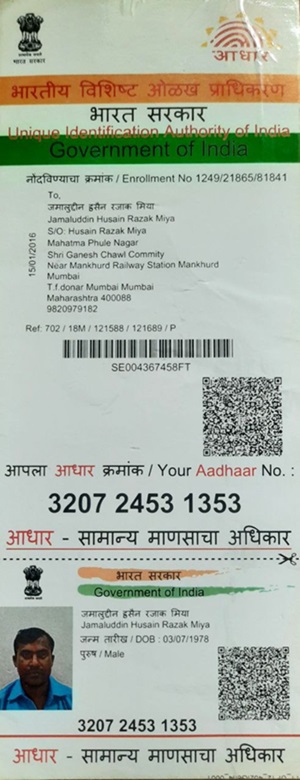 भारत सरकार
आधार
भारतीय विशिष्ट ओळख प्राधिकरण
भारत सरकार
Unique Identification Authority of India
Government of India
नोंदविण्याचा क्रमांक / Enrollment No 1249/21865/81841
To,
जमालुद्दीन हुसैन रजाक मिया
Jamaluddin Husain Razak Miya
S/O: Husain Razak Miya
Mahatma Phule Nagar
Shri Ganesh Chawl Commity
Near Mankhurd Railway Station Mankhurd
Mumbai
T.f.donar Mumbai Mumbai
Maharashtra 400088
9820979182
15/01/2016
Ref: 702 / 18M / 121588 / 121689 / P
SE004367458FT
आपला आधार क्रमांक / Your Aadhaar No. :
3207 2453 1353
आधार - सामान्य माणसाचा अधिकार
भारत सरकार
Government of India
जमालुद्दीन हुसैन रजाक मिया
Jamaluddin Husain Razak Miya
जन्म तारीख / DOB : 03/07/1978
पुरुष / Male
3207 2453 1353
आधार - सामान्य माणसाचा अधिकार